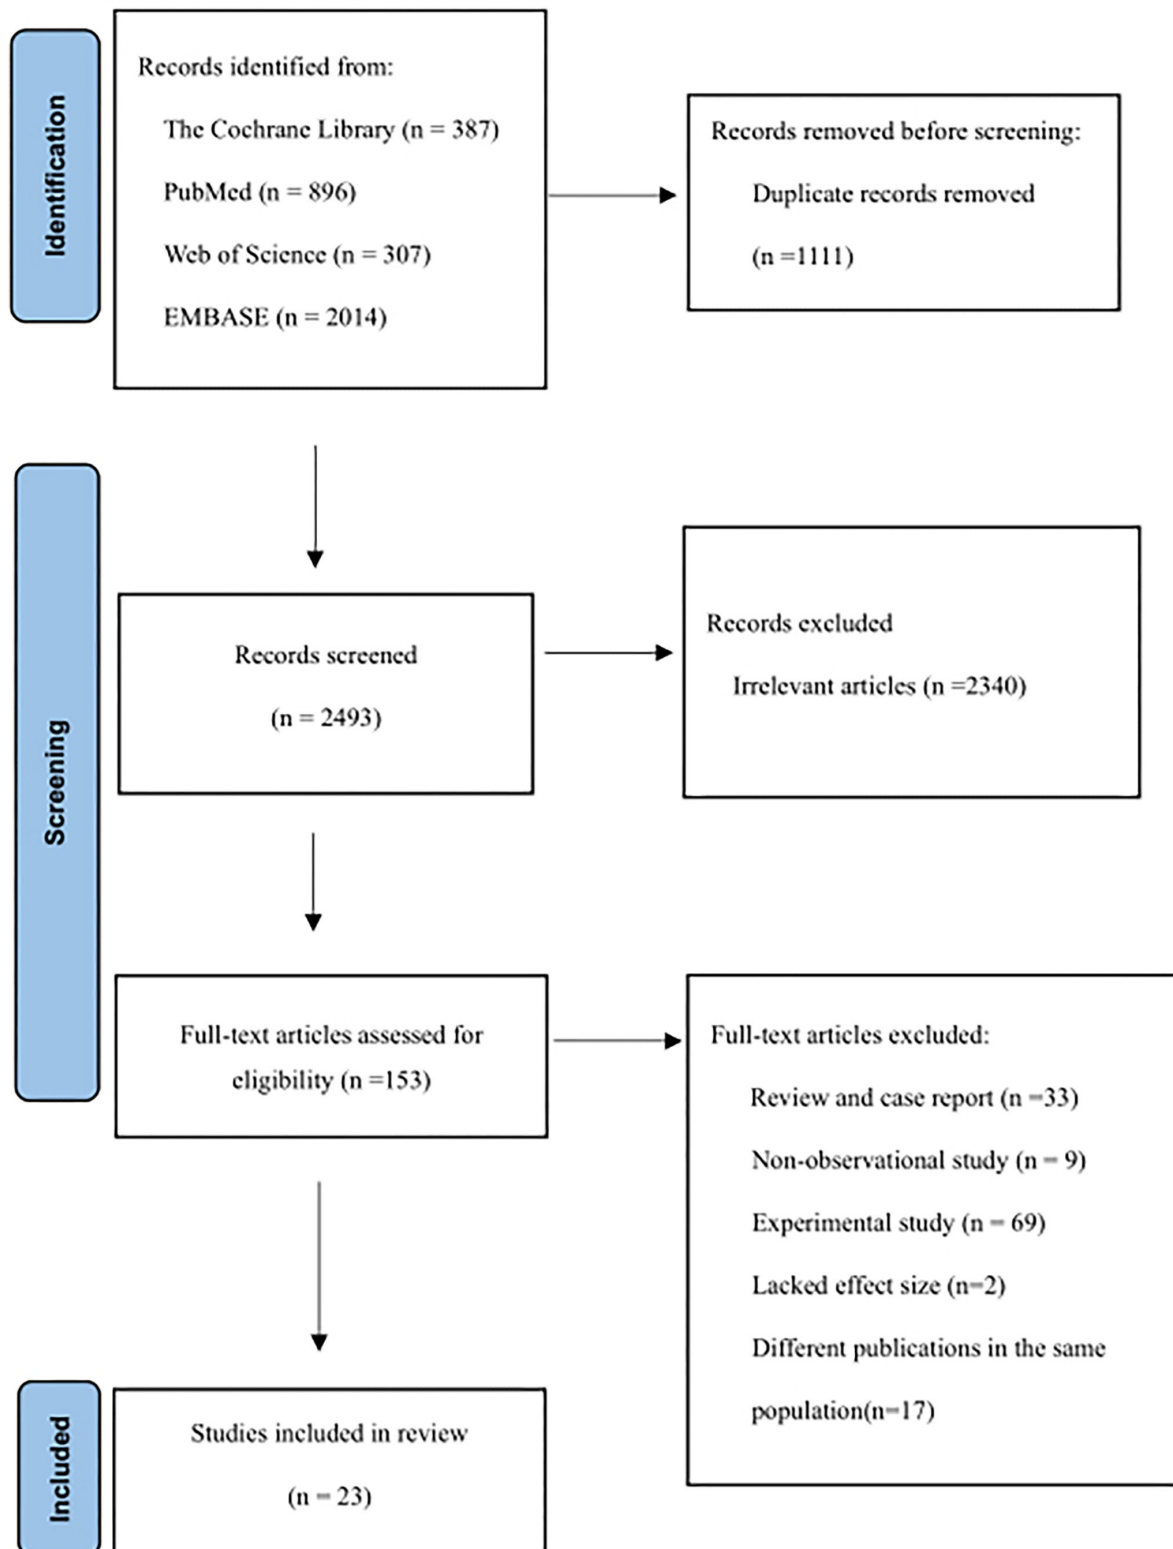 Identification
Records identified from:
The Cochrane Library (n = 387)
PubMed (n = 896)
Web of Science (n = 307)
EMBASE (n = 2014)
Records removed before screening:
Duplicate records removed
(n =1111)
Screening
Records screened
(n = 2493)
Records excluded
Irrelevant articles (n =2340)
Full-text articles assessed for
eligibility (n =153)
Full-text articles excluded:
Review and case report (n =33)
Non-observational study (n = 9)
Experimental study (n = 69)
Lacked effect size (n=2)
Different publications in the same
population(n=17)
Included
Studies included in review
(n = 23)